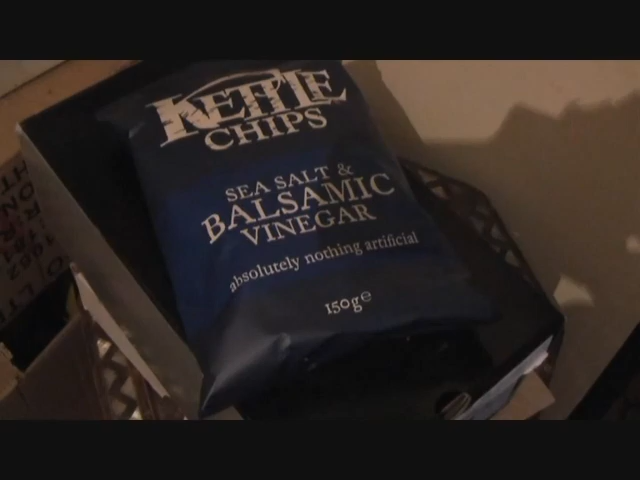 KETTLE
CHIPS
SEA SALT &
BALSAMIC
VINEGAR
absolutely nothing artificial
150g℮